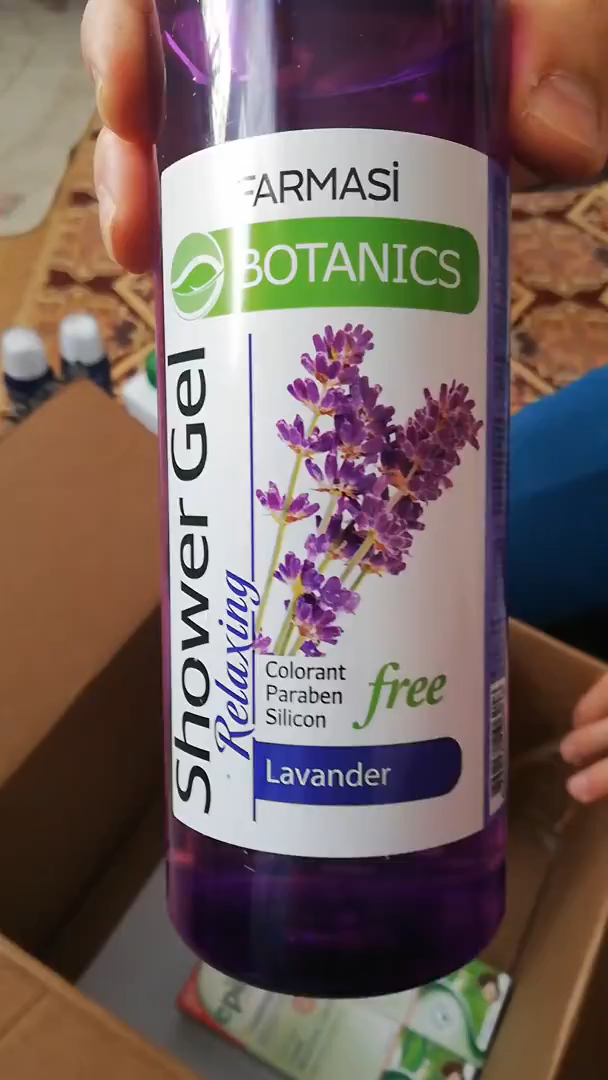 FARMASİ
BOTANICS
Shower Gel
Relaxing
Colorant
Paraben
Silicon
free
Lavander